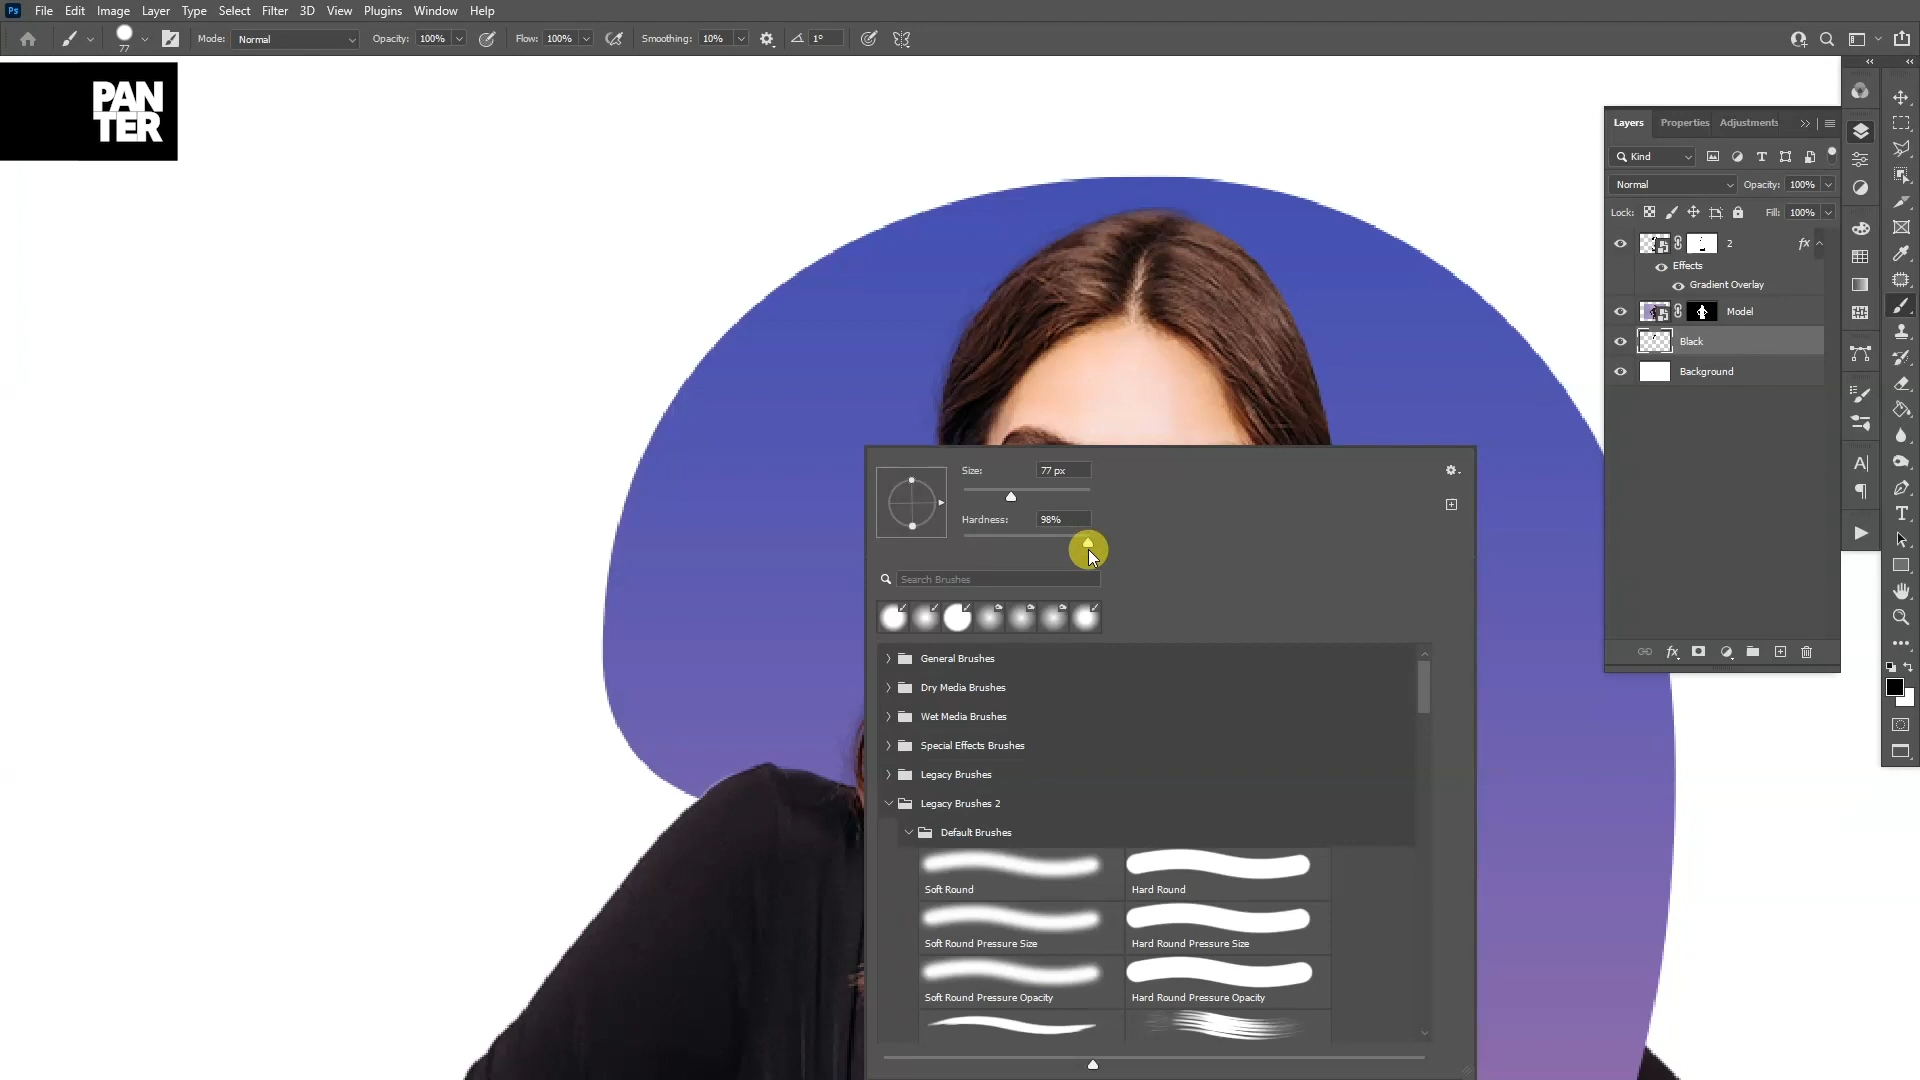 Ps File Edit Image Layer Type Select Filter 3D View Plugins Window Help
77 Mode: Normal Opacity: 100% Flow: 100% Smoothing: 10% 1°
PAN
TER
Layers Properties Adjustments
Kind
Normal Opacity: 100%
Lock: Fill: 100%
2 fx
Effects
Gradient Overlay
Model
Black
Background
fx
Size: 77 px
Hardness: 98%
Search Brushes
General Brushes
Dry Media Brushes
Wet Media Brushes
Special Effects Brushes
Legacy Brushes
Legacy Brushes 2
Default Brushes
Soft Round Hard Round
Soft Round Pressure Size Hard Round Pressure Size
Soft Round Pressure Opacity Hard Round Pressure Opacity